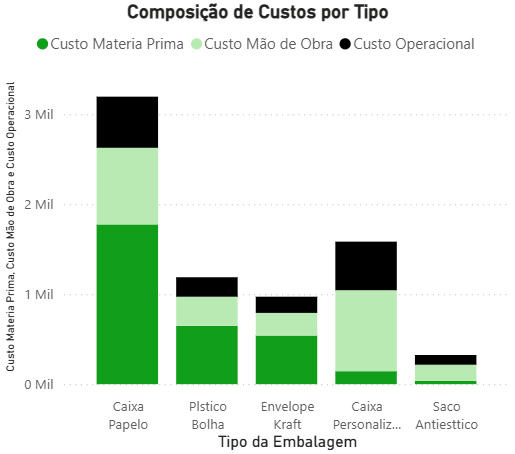 Composição de Custos por Tipo
Custo Materia Prima Custo Mão de Obra Custo Operacional
Custo Materia Prima, Custo Mão de Obra e Custo Operacional
3 Mil
2 Mil
1 Mil
0 Mil
Caixa
Papelo
Plstico
Bolha
Envelope
Kraft
Caixa
Personaliz...
Saco
Antiesttico
Tipo da Embalagem